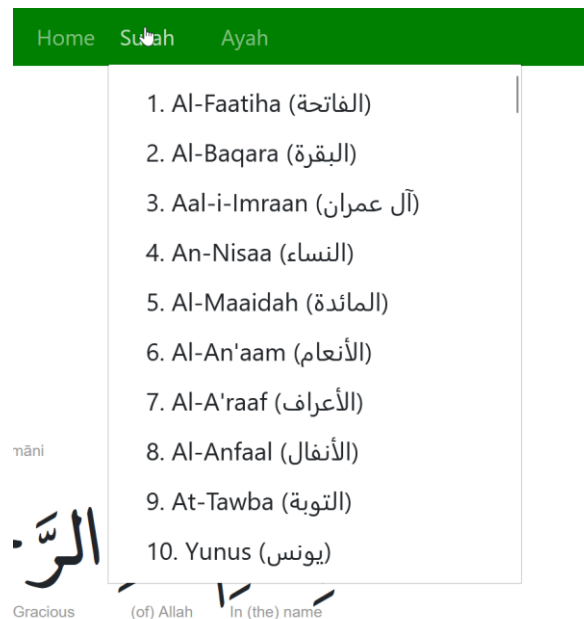 Home Surah Ayah
1. Al-Faatiha (الفاتحة)
2. Al-Baqara (البقرة)
3. Aal-i-Imraan (آل عمران)
4. An-Nisaa (النساء)
5. Al-Maaidah (المائدة)
6. Al-An'aam (الأنعام)
7. Al-A'raaf (الأعراف)
8. Al-Anfaal (الأنفال)
9. At-Tawba (التوبة)
10. Yunus (يونس)
māni
Gracious (of) Allah In (the) name